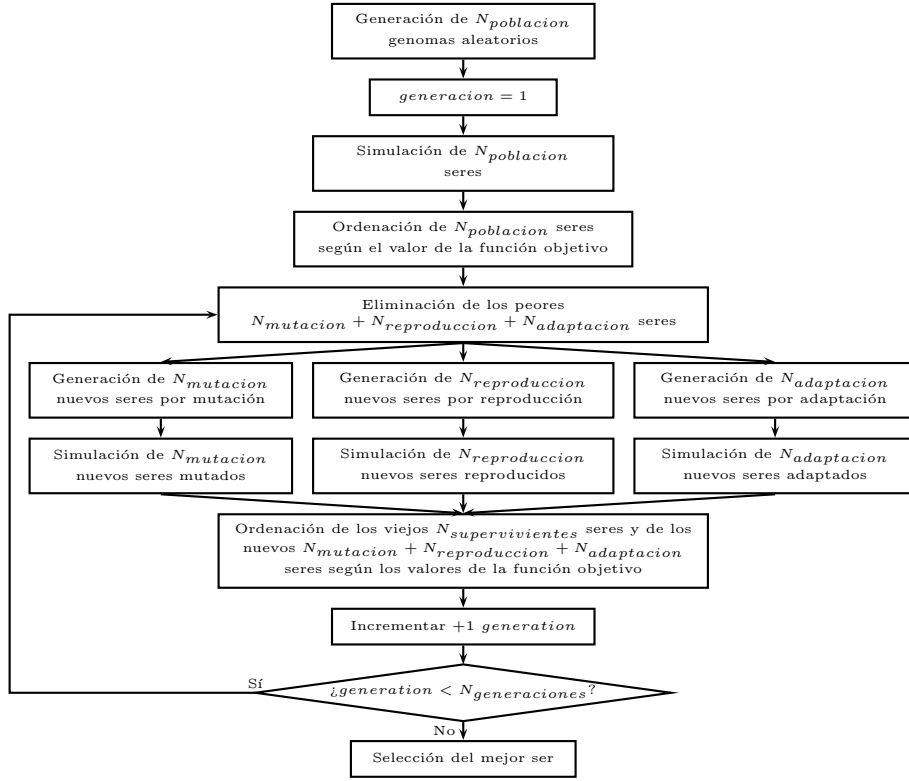 Generación de N_poblacion
genomas aleatorios
generacion = 1
Simulación de N_poblacion
seres
Ordenación de N_poblacion seres
según el valor de la función objetivo
Eliminación de los peores
N_mutacion + N_reproduccion + N_adaptacion seres
Generación de N_mutacion
nuevos seres por mutación
Generación de N_reproduccion
nuevos seres por reproducción
Generación de N_adaptacion
nuevos seres por adaptación
Simulación de N_mutacion
nuevos seres mutados
Simulación de N_reproduccion
nuevos seres reproducidos
Simulación de N_adaptacion
nuevos seres adaptados
Ordenación de los viejos N_supervivientes seres y de los
nuevos N_mutacion + N_reproduccion + N_adaptacion
seres según los valores de la función objetivo
Incrementar +1 generation
Sí
¿generation < N_generaciones?
No
Selección del mejor ser